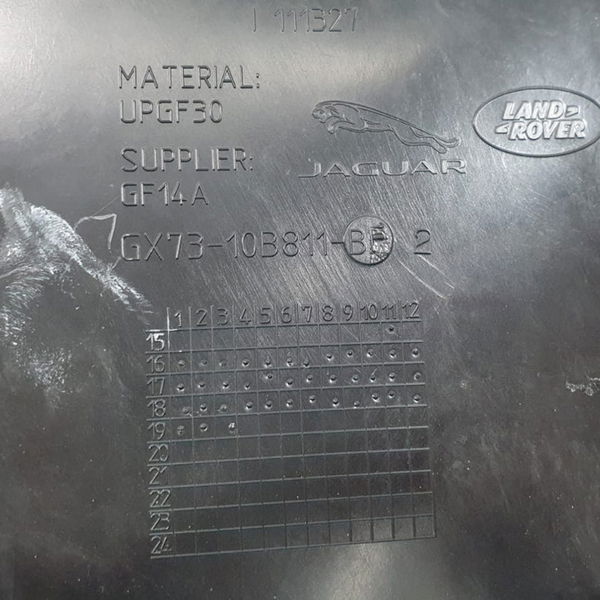 111327
MATERIAL:
UPGF30
SUPPLIER:
GF14A
JAGUAR
LAND
ROVER
GX73-10B811-B 2
1 2 3 4 5 6 7 8 9 10 11 12
15
16
17
18
19
20
21
22
23
24